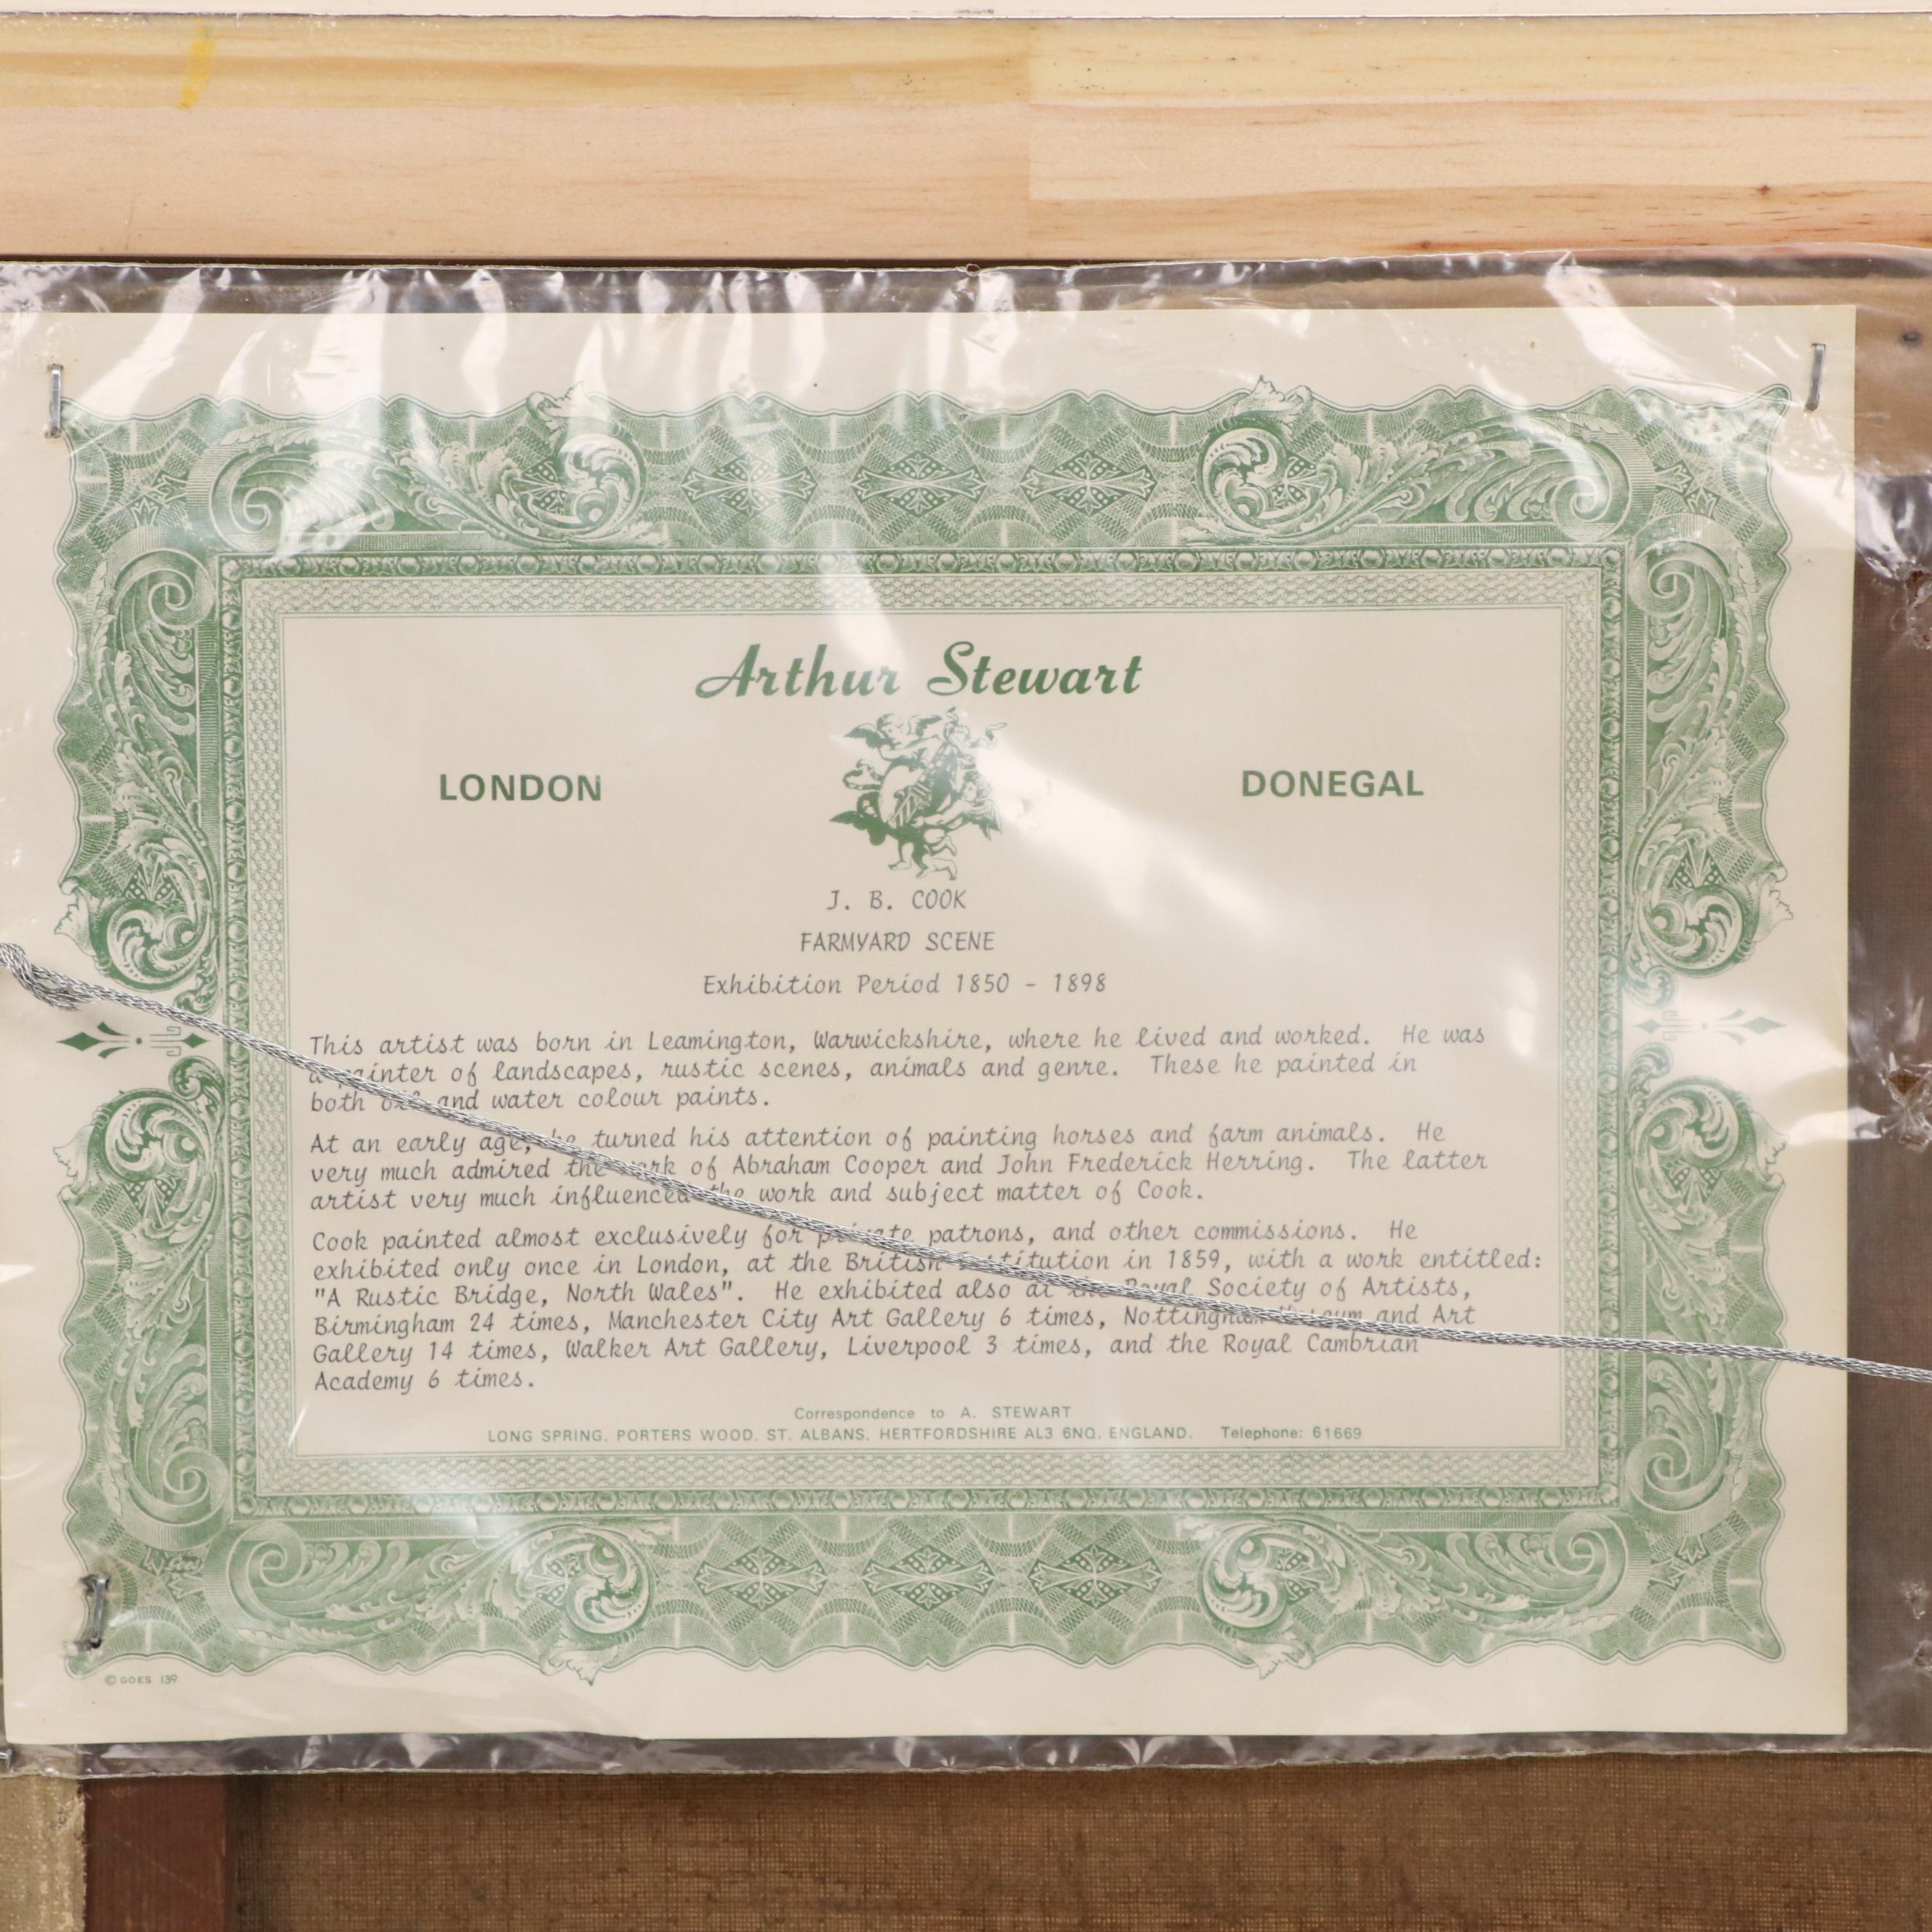 Arthur Stewart
LONDON DONEGAL
J. B. COOK
FARMYARD SCENE
Exhibition Period 1850 - 1898
This artist was born in Leamington, Warwickshire, where he lived and worked. He was
a painter of landscapes, rustic scenes, animals and genre. These he painted in
both oil and water colour paints.
At an early age, he turned his attention of painting horses and farm animals. He
very much admired the work of Abraham Cooper and John Frederick Herring. The latter
artist very much influenced the work and subject matter of Cook.
Cook painted almost exclusively for private patrons, and other commissions. He
exhibited only once in London, at the British Institution in 1859, with a work entitled:
"A Rustic Bridge, North Wales". He exhibited also at the Royal Society of Artists,
Birmingham 24 times, Manchester City Art Gallery 6 times, Nottingham Museum and Art
Gallery 14 times, Walker Art Gallery, Liverpool 3 times, and the Royal Cambrian
Academy 6 times.
Correspondence to A. STEWART
LONG SPRING, PORTERS WOOD, ST. ALBANS, HERTFORDSHIRE AL3 6NQ, ENGLAND. Telephone: 61669
© GOES 139